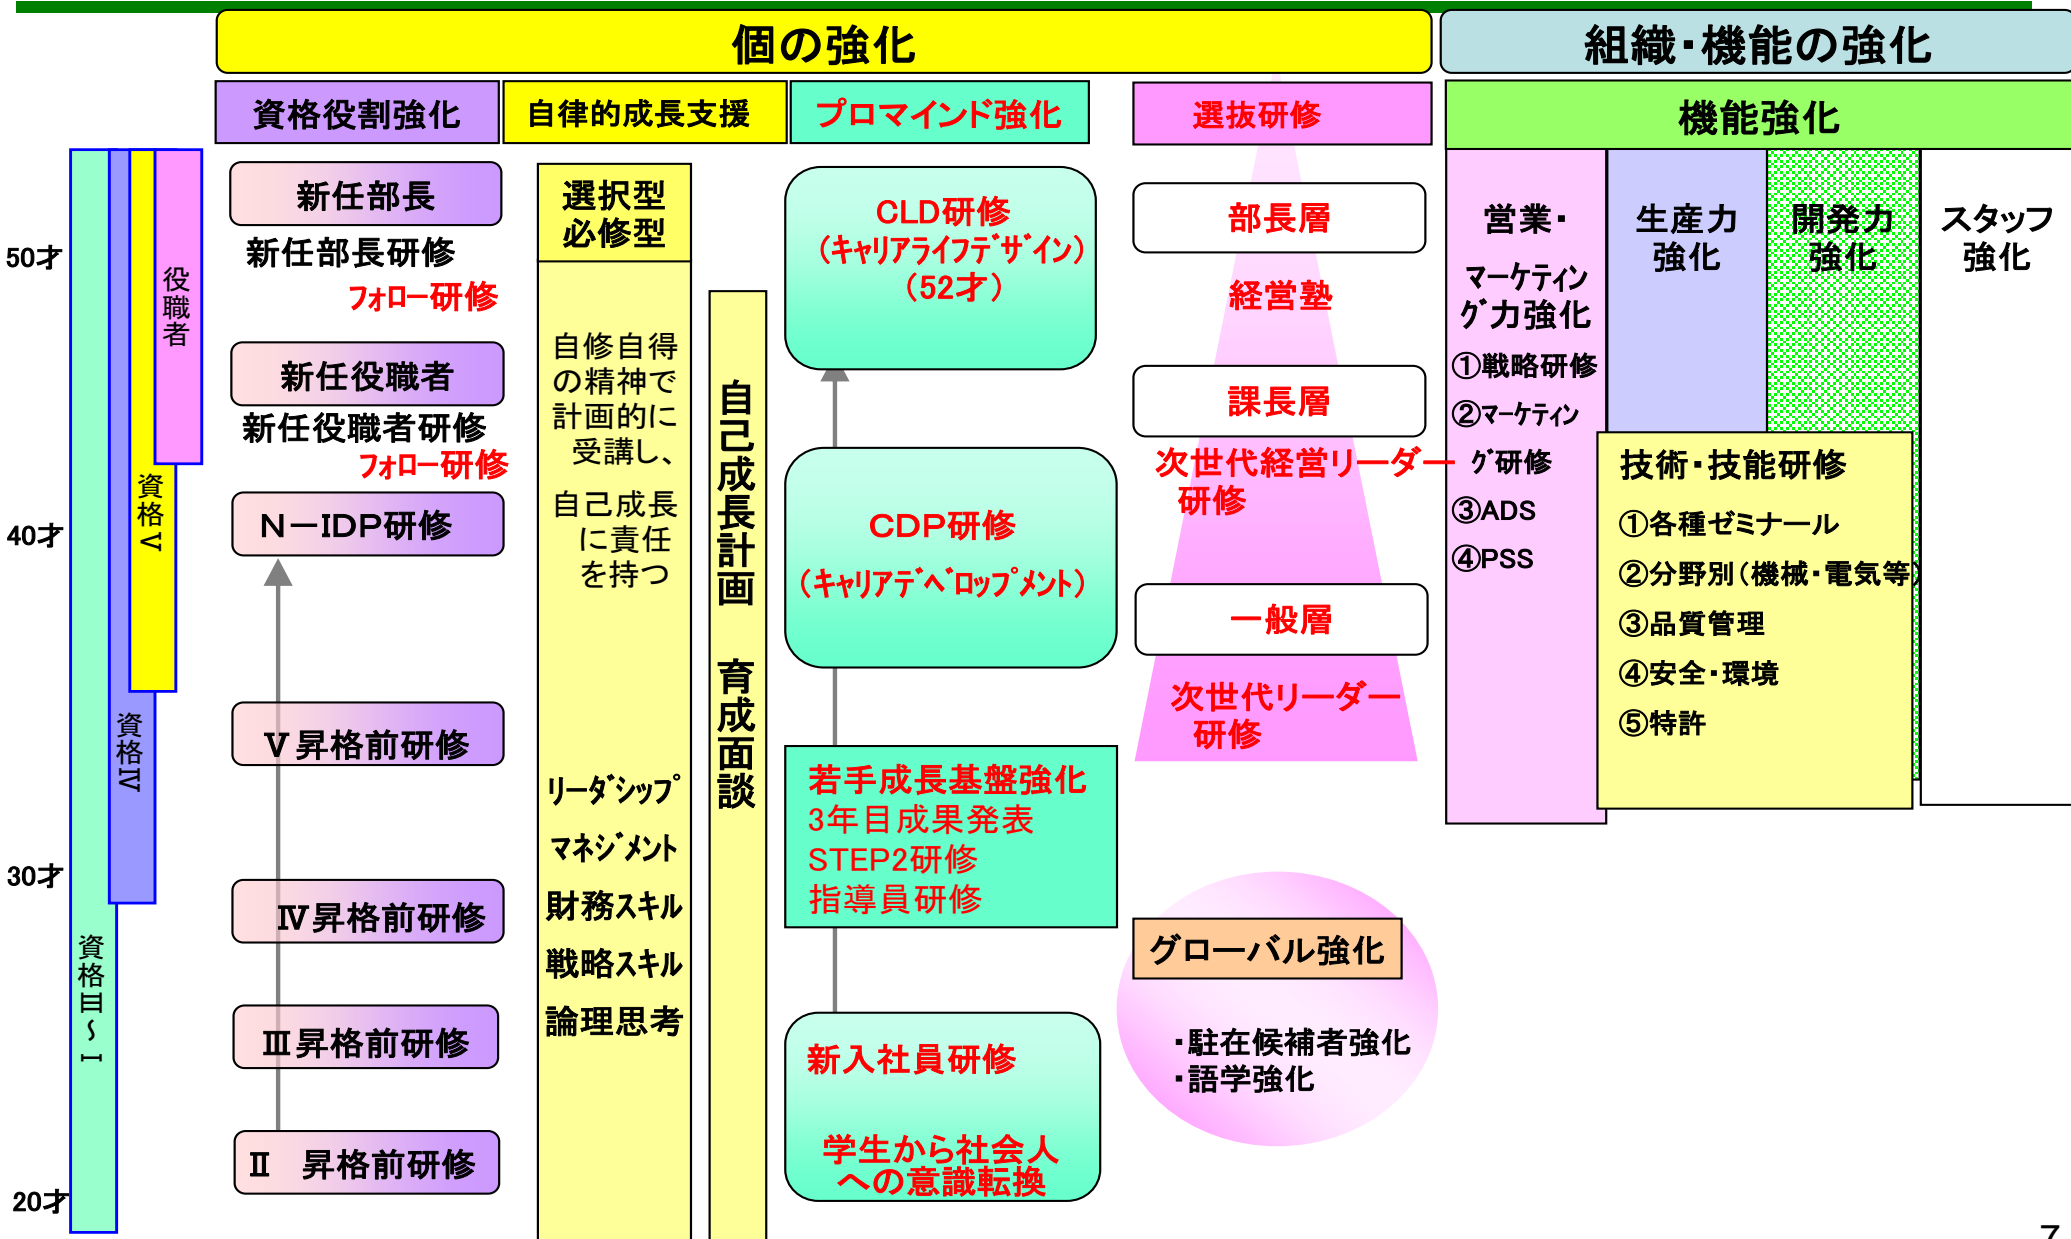 個の強化
組織・機能の強化
資格役割強化
自律的成長支援
プロマインド強化
選抜研修
機能強化
50才
40才
30才
20才
役職者
資格Ⅴ
資格Ⅳ
資格Ⅲ～Ⅰ
新任部長
新任部長研修
フォロー研修
新任役職者
新任役職者研修
フォロー研修
N－IDP研修
Ⅴ昇格前研修
Ⅳ昇格前研修
Ⅲ昇格前研修
Ⅱ　昇格前研修
選択型
必修型
自修自得
の精神で
計画的に
受講し、
自己成長
に責任
を持つ
リーダシップ
マネジメント
財務スキル
戦略スキル
論理思考
自己成長計画　育成面談
CLD研修
（キャリアライフデザイン）
（52才）
CDP研修
（キャリアデベロップメント）
若手成長基盤強化
3年目成果発表
STEP2研修
指導員研修
新入社員研修
学生から社会人
への意識転換
部長層
経営塾
課長層
次世代経営リーダー
研修
一般層
次世代リーダー
研修
グローバル強化
・駐在候補者強化
・語学強化
営業・
マーケティン
グ力強化
①戦略研修
②マーケティン
グ研修
③ADS
④PSS
生産力
強化
開発力
強化
スタッフ
強化
技術・技能研修
①各種ゼミナール
②分野別（機械・電気等）
③品質管理
④安全・環境
⑤特許
7